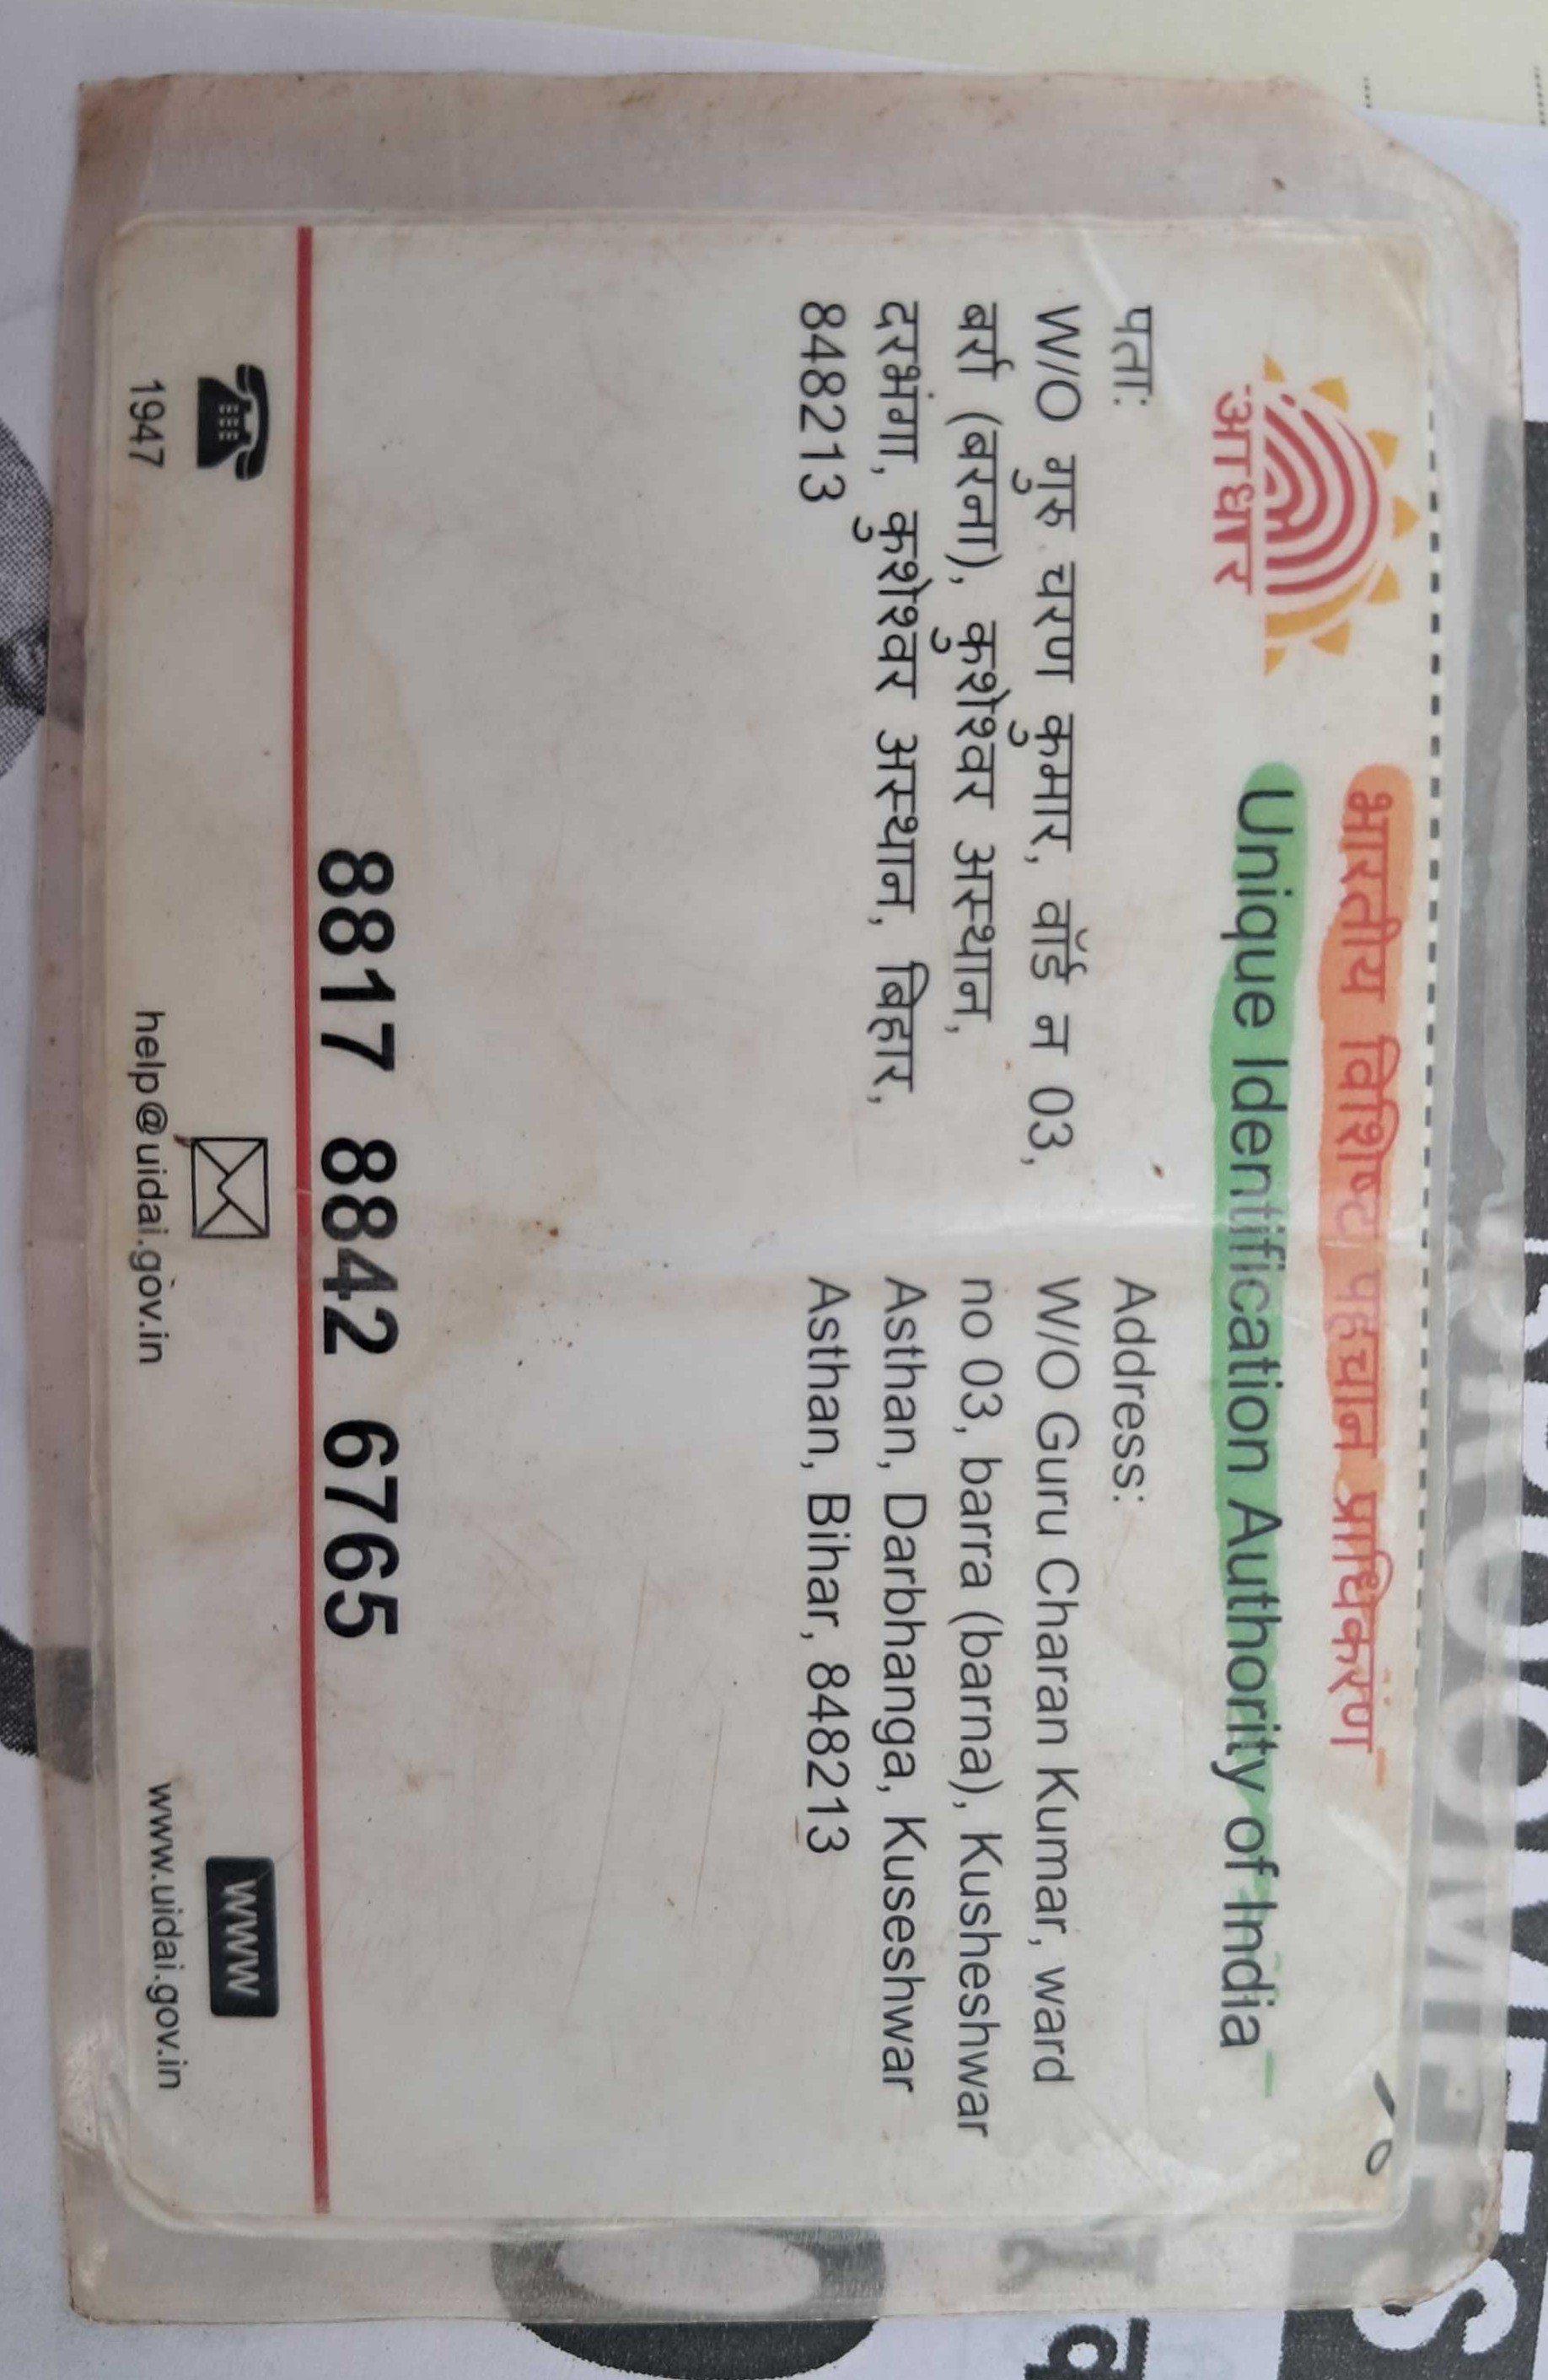 भारतीय विशिष्ट पहचान प्राधिकरण
Unique Identification Authority of India
आधार
पता:
W/O गुरु चरण कुमार, वॉर्ड न 03,
बर्रा (बरना), कुशेश्वर अस्थान,
दरभंगा, कुशेश्वर अस्थान, बिहार,
848213
Address:
W/O Guru Charan Kumar, ward
no 03, barra (barna), Kusheshwar
Asthan, Darbhanga, Kuseshwar
Asthan, Bihar, 848213
8817 8842 6765
1947
help@uidai.gov.in
www
www.uidai.gov.in